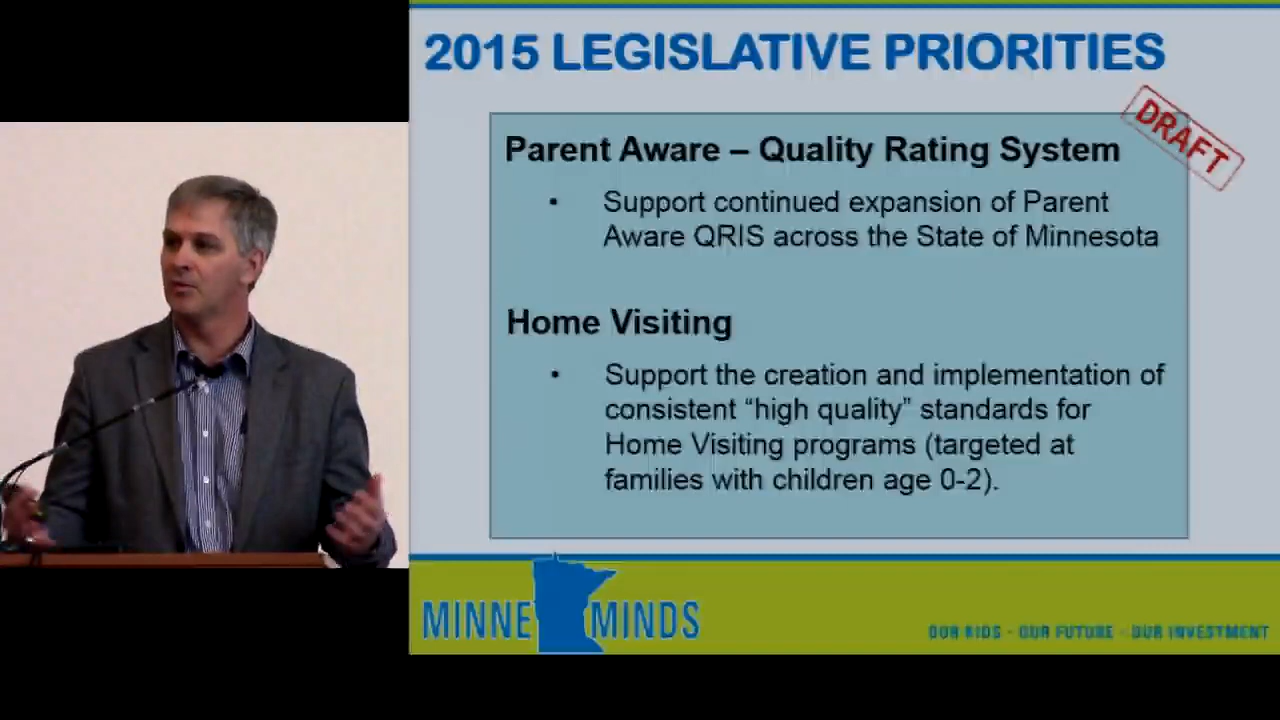 2015 LEGISLATIVE PRIORITIES
DRAFT
Parent Aware – Quality Rating System
• Support continued expansion of Parent
Aware QRIS across the State of Minnesota
Home Visiting
• Support the creation and implementation of
consistent “high quality” standards for
Home Visiting programs (targeted at
families with children age 0-2).
MINNE MINDS
OUR KIDS - OUR FUTURE - OUR INVESTMENT